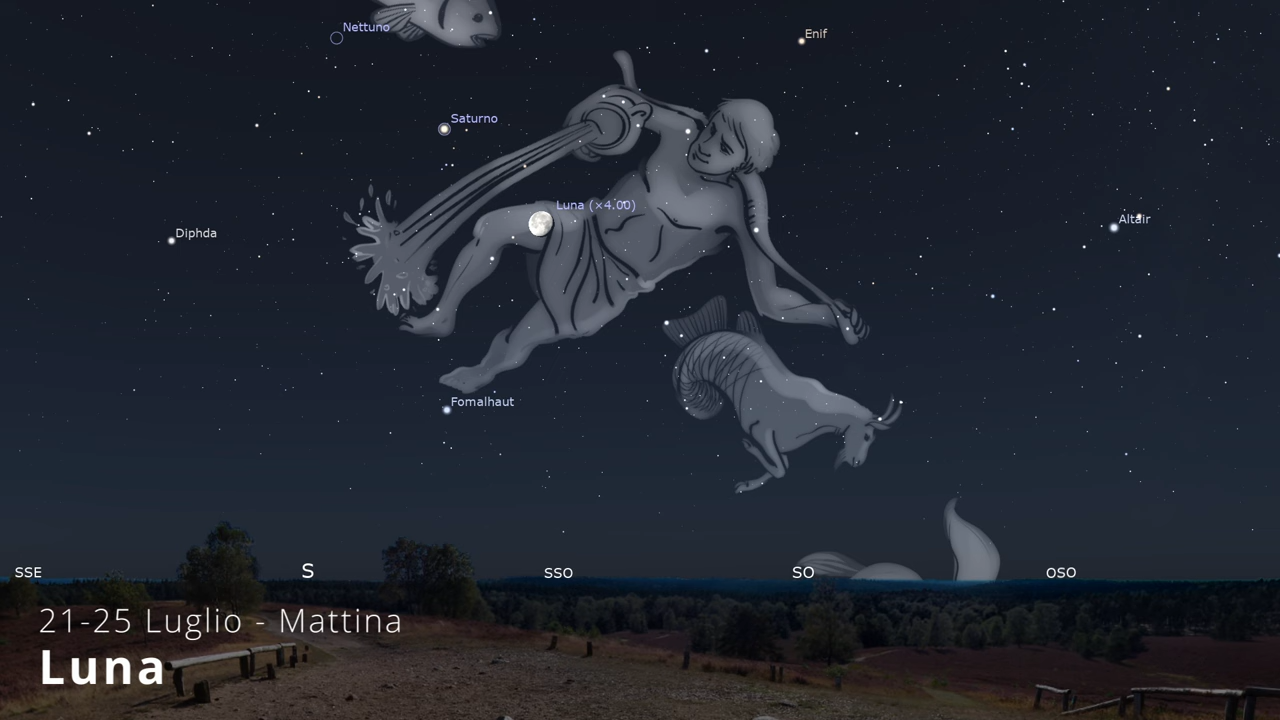 Nettuno
Enif
Saturno
Luna (×4.00)
Altair
Diphda
Fomalhaut
SSE
S
SSO
SO
OSO
21-25 Luglio - Mattina
Luna